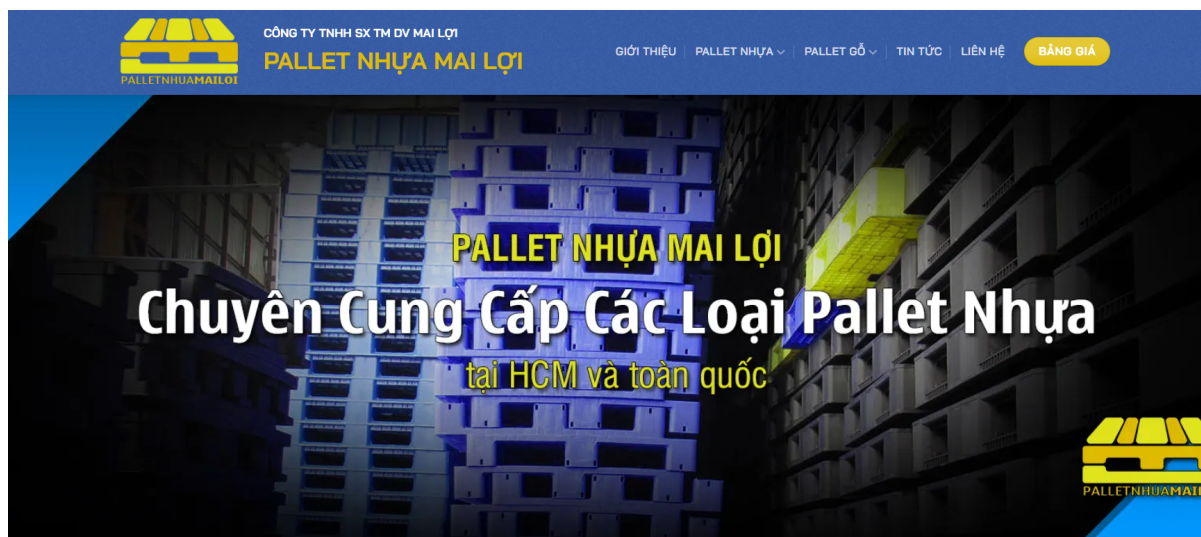 CÔNG TY TNHH SX TM DV MAI LỢI
PALLET NHỰA MAI LỢI
PALLETNHUAMAILOI
GIỚI THIỆU
PALLET NHỰA
PALLET GỖ
TIN TỨC
LIÊN HỆ
BẢNG GIÁ
PALLET NHỰA MAI LỢI
Chuyên Cung Cấp Các Loại Pallet Nhựa
tại HCM và toàn quốc
PALLETNHUAMAI